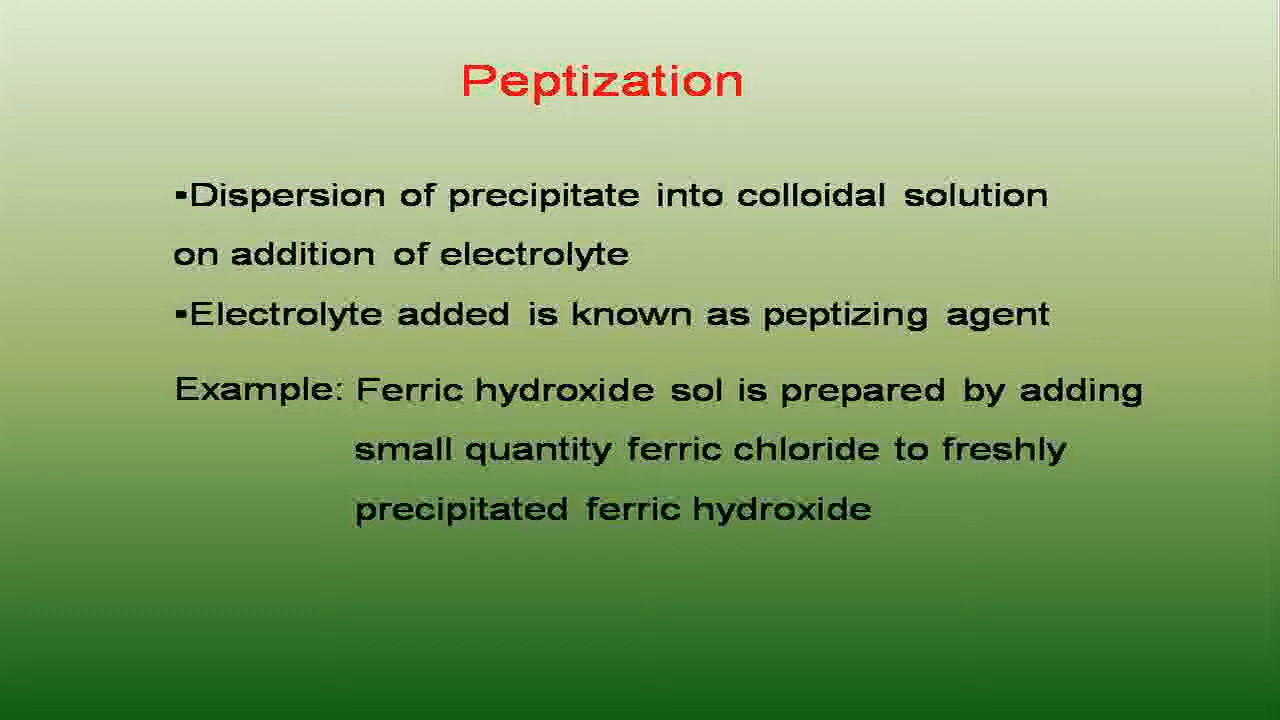 Peptization
▪Dispersion of precipitate into colloidal solution
on addition of electrolyte
▪Electrolyte added is known as peptizing agent
Example: Ferric hydroxide sol is prepared by adding
small quantity ferric chloride to freshly
precipitated ferric hydroxide